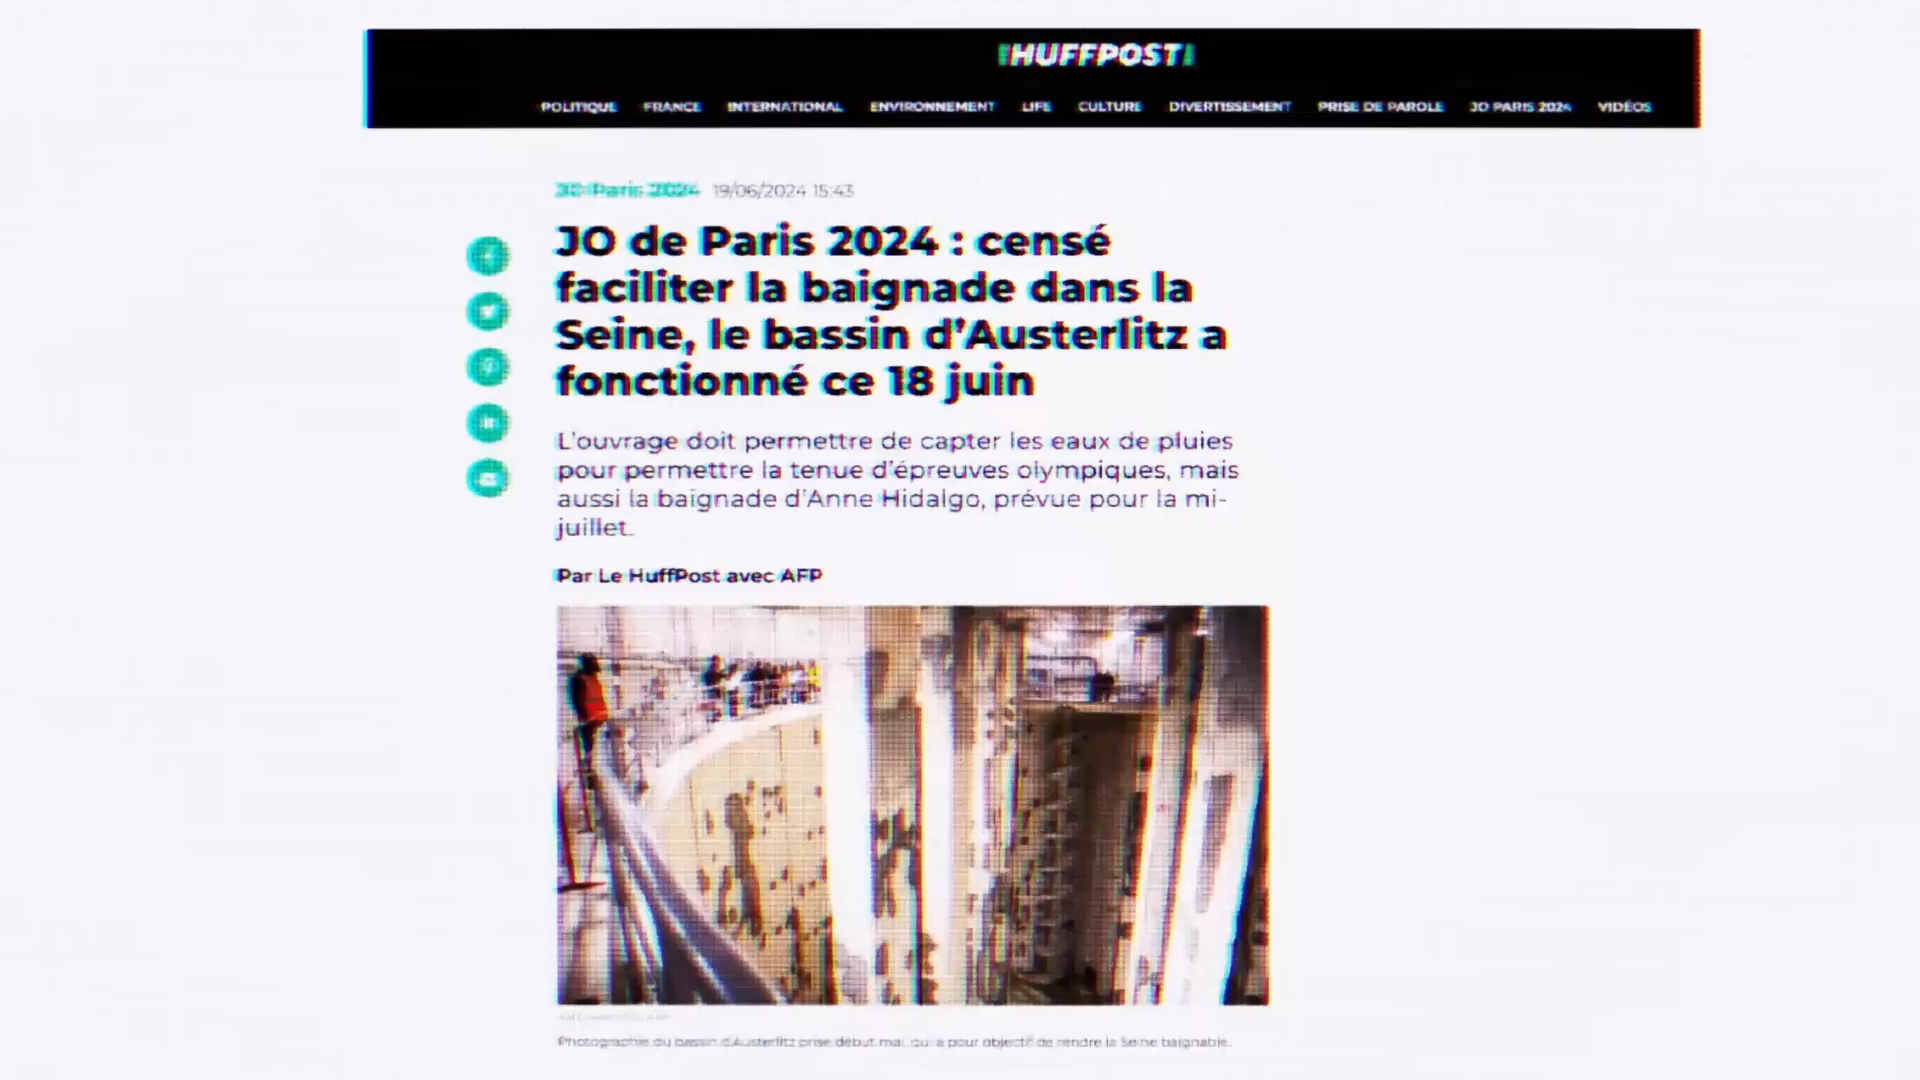 HUFFPOST
POLITIQUE FRANCE INTERNATIONAL ENVIRONNEMENT LIFE CULTURE DIVERTISSEMENT PRISE DE PAROLE JO PARIS 2024 VIDÉOS
JO Paris 2024 19/06/2024 15:43
JO de Paris 2024 : censé
faciliter la baignade dans la
Seine, le bassin d'Austerlitz a
fonctionné ce 18 juin
L'ouvrage doit permettre de capter les eaux de pluies
pour permettre la tenue d'épreuves olympiques, mais
aussi la baignade d'Anne Hidalgo, prévue pour la mi-
juillet.
Par Le HuffPost avec AFP
Photographie du bassin d'Austerlitz prise début mai, qui a pour objectif de rendre la Seine baignable.